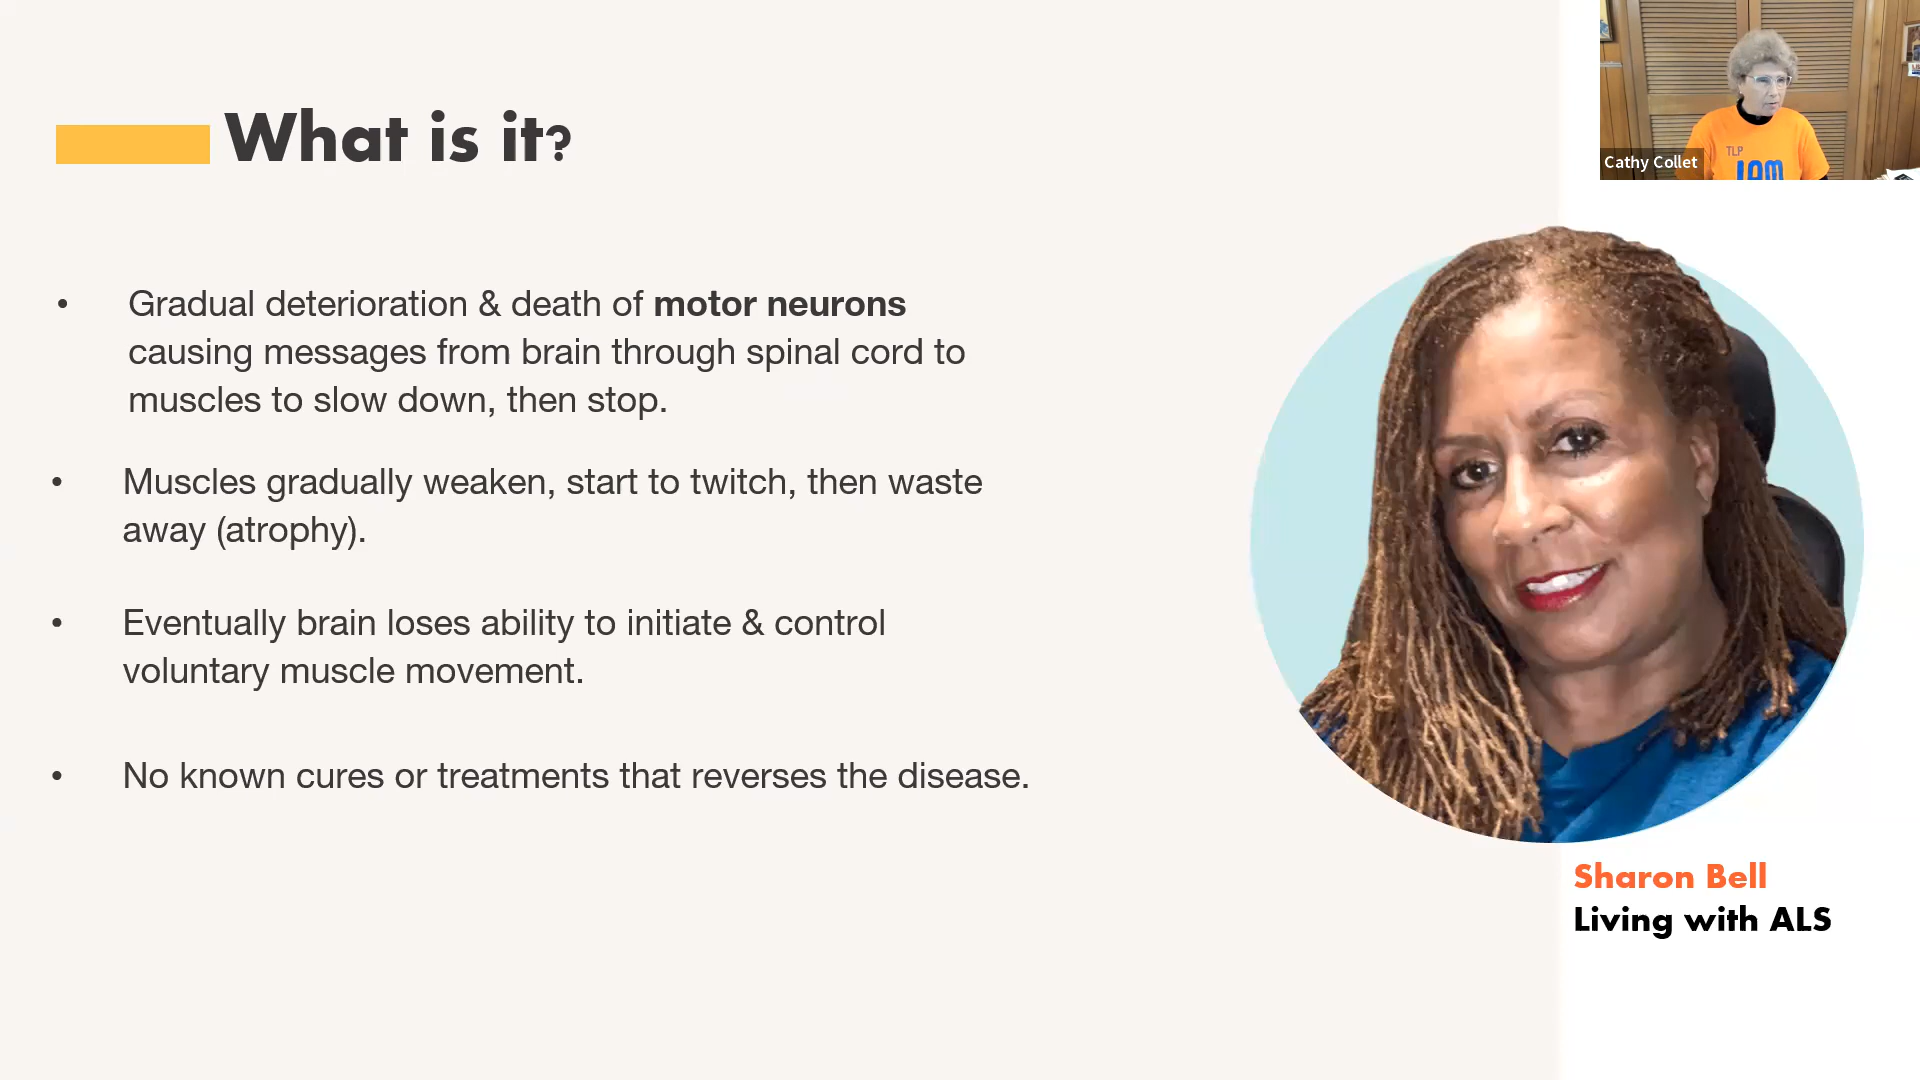 What is it?
• Gradual deterioration & death of motor neurons
causing messages from brain through spinal cord to
muscles to slow down, then stop.
• Muscles gradually weaken, start to twitch, then waste
away (atrophy).
• Eventually brain loses ability to initiate & control
voluntary muscle movement.
• No known cures or treatments that reverses the disease.
Cathy Collet
TLP
Sharon Bell
Living with ALS